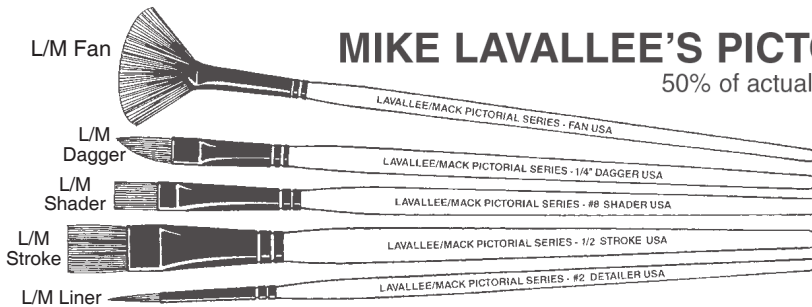 L/M Fan
MIKE LAVALLEE'S
50% of actual
LAVALLEE/MACK PICTORIAL SERIES - FAN USA
L/M
Dagger
LAVALLEE/MACK PICTORIAL SERIES - 1/4" DAGGER USA
L/M
Shader
LAVALLEE/MACK PICTORIAL SERIES - #8 SHADER USA
L/M
Stroke
LAVALLEE/MACK PICTORIAL SERIES - 1/2 STROKE USA
L/M Liner
LAVALLEE/MACK PICTORIAL SERIES - #2 DETAILER USA